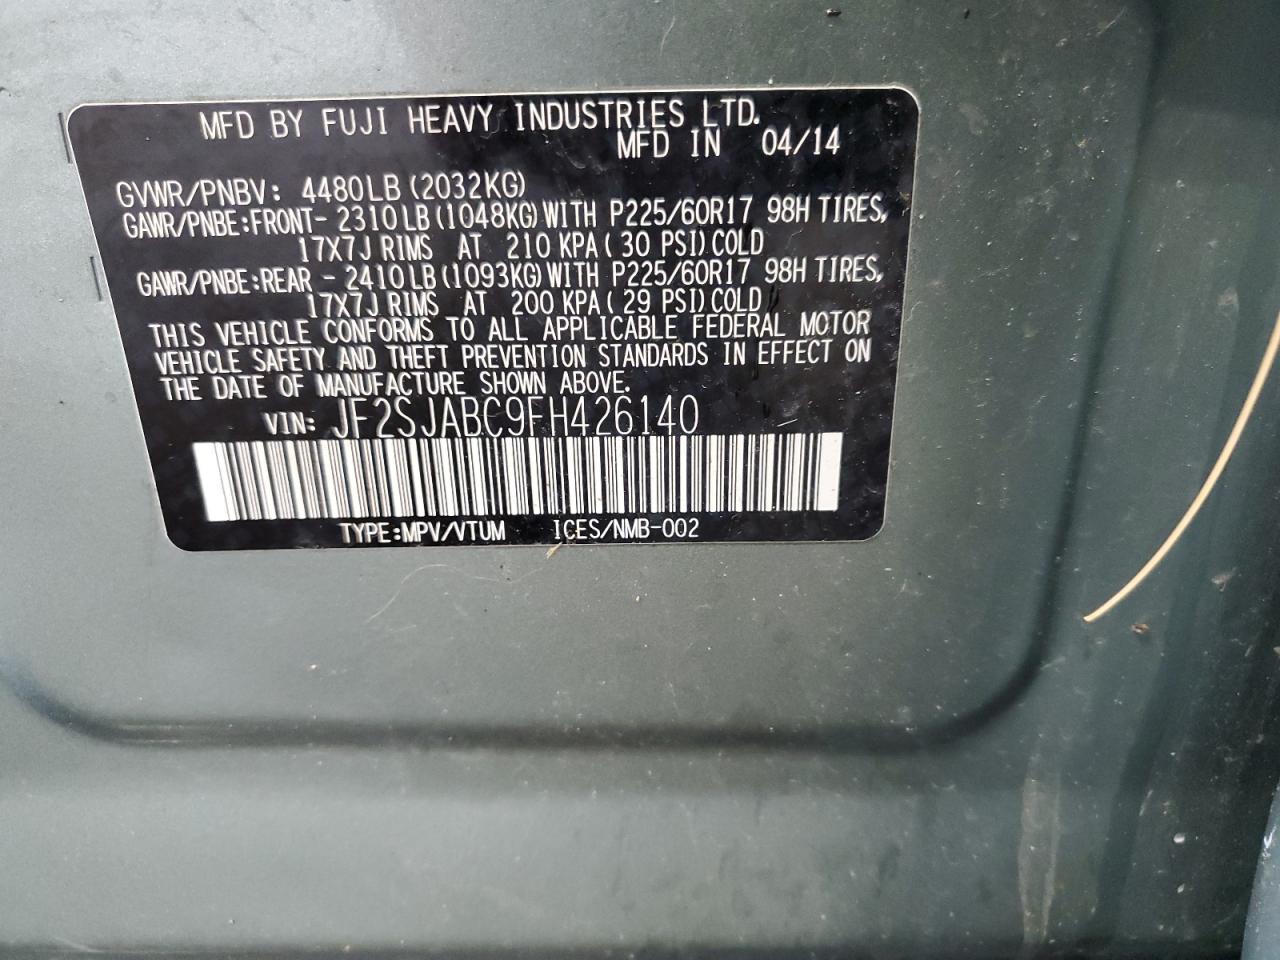 MFD BY FUJI HEAVY INDUSTRIES LTD.
MFD IN 04/14
GVWR/PNBV: 4480LB (2032KG)
GAWR/PNBE:FRONT- 2310LB (1048KG) WITH P225/60R17 98H TIRES,
17X7J RIMS AT 210 KPA ( 30 PSI) COLD
GAWR/PNBE:REAR - 2410LB (1093KG) WITH P225/60R17 98H TIRES,
17X7J RIMS AT 200 KPA ( 29 PSI) COLD
THIS VEHICLE CONFORMS TO ALL APPLICABLE FEDERAL MOTOR
VEHICLE SAFETY AND THEFT PREVENTION STANDARDS IN EFFECT ON
THE DATE OF MANUFACTURE SHOWN ABOVE.
VIN: JF2SJABC9FH426140
TYPE:MPV/VTUM ICES/NMB-002